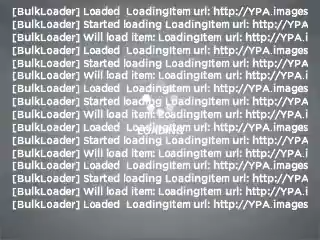 [BulkLoader] Loaded  LoadingItem url: http://YPA.images
[BulkLoader] Started loading LoadingItem url: http://YPA
[BulkLoader] Will load item: LoadingItem url: http://YPA.i
[BulkLoader] Loaded  LoadingItem url: http://YPA.images
[BulkLoader] Started loading LoadingItem url: http://YPA
[BulkLoader] Will load item: LoadingItem url: http://YPA.i
[BulkLoader] Loaded  LoadingItem url: http://YPA.images
[BulkLoader] Started loading LoadingItem url: http://YPA
[BulkLoader] Will load item: LoadingItem url: http://YPA.i
[BulkLoader] Loaded  LoadingItem url: http://YPA.images
LOADING
[BulkLoader] Started loading LoadingItem url: http://YPA
[BulkLoader] Will load item: LoadingItem url: http://YPA.i
[BulkLoader] Loaded  LoadingItem url: http://YPA.images
[BulkLoader] Started loading LoadingItem url: http://YPA
[BulkLoader] Will load item: LoadingItem url: http://YPA.i
[BulkLoader] Loaded  LoadingItem url: http://YPA.images